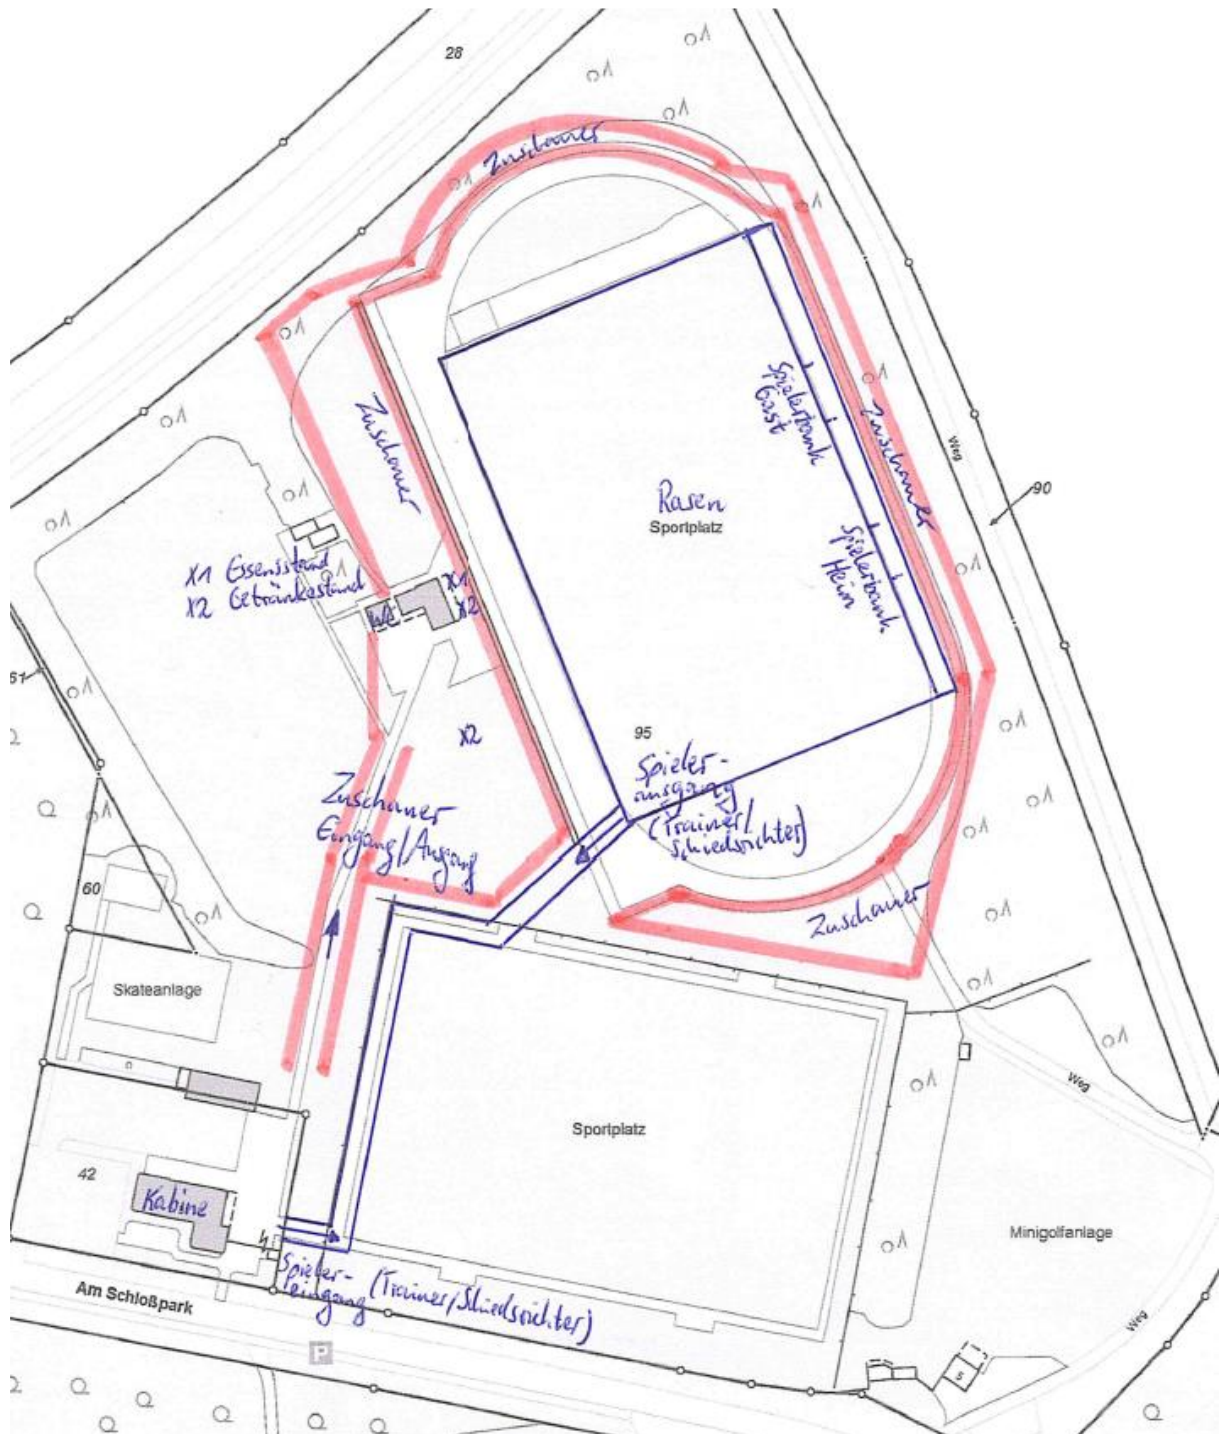 28
Zuschauer
Spielerbank
Gast
Zuschauer
Zuschauer
Weg
90
Rasen
Sportplatz
Spielerbank
Heim
X1 Essensstand
X2 Getränkestand
X1
X2
WC
61
X2
95
Spieler-
ausgang
(Trainer/
Schiedsrichter)
Zuschauer
Eingang/Ausgang
60
Zuschauer
Skateanlage
Weg
Sportplatz
42
Kabine
Minigolfanlage
Spieler-
eingang (Trainer/Schiedsrichter)
Am Schloßpark
P
Weg
5